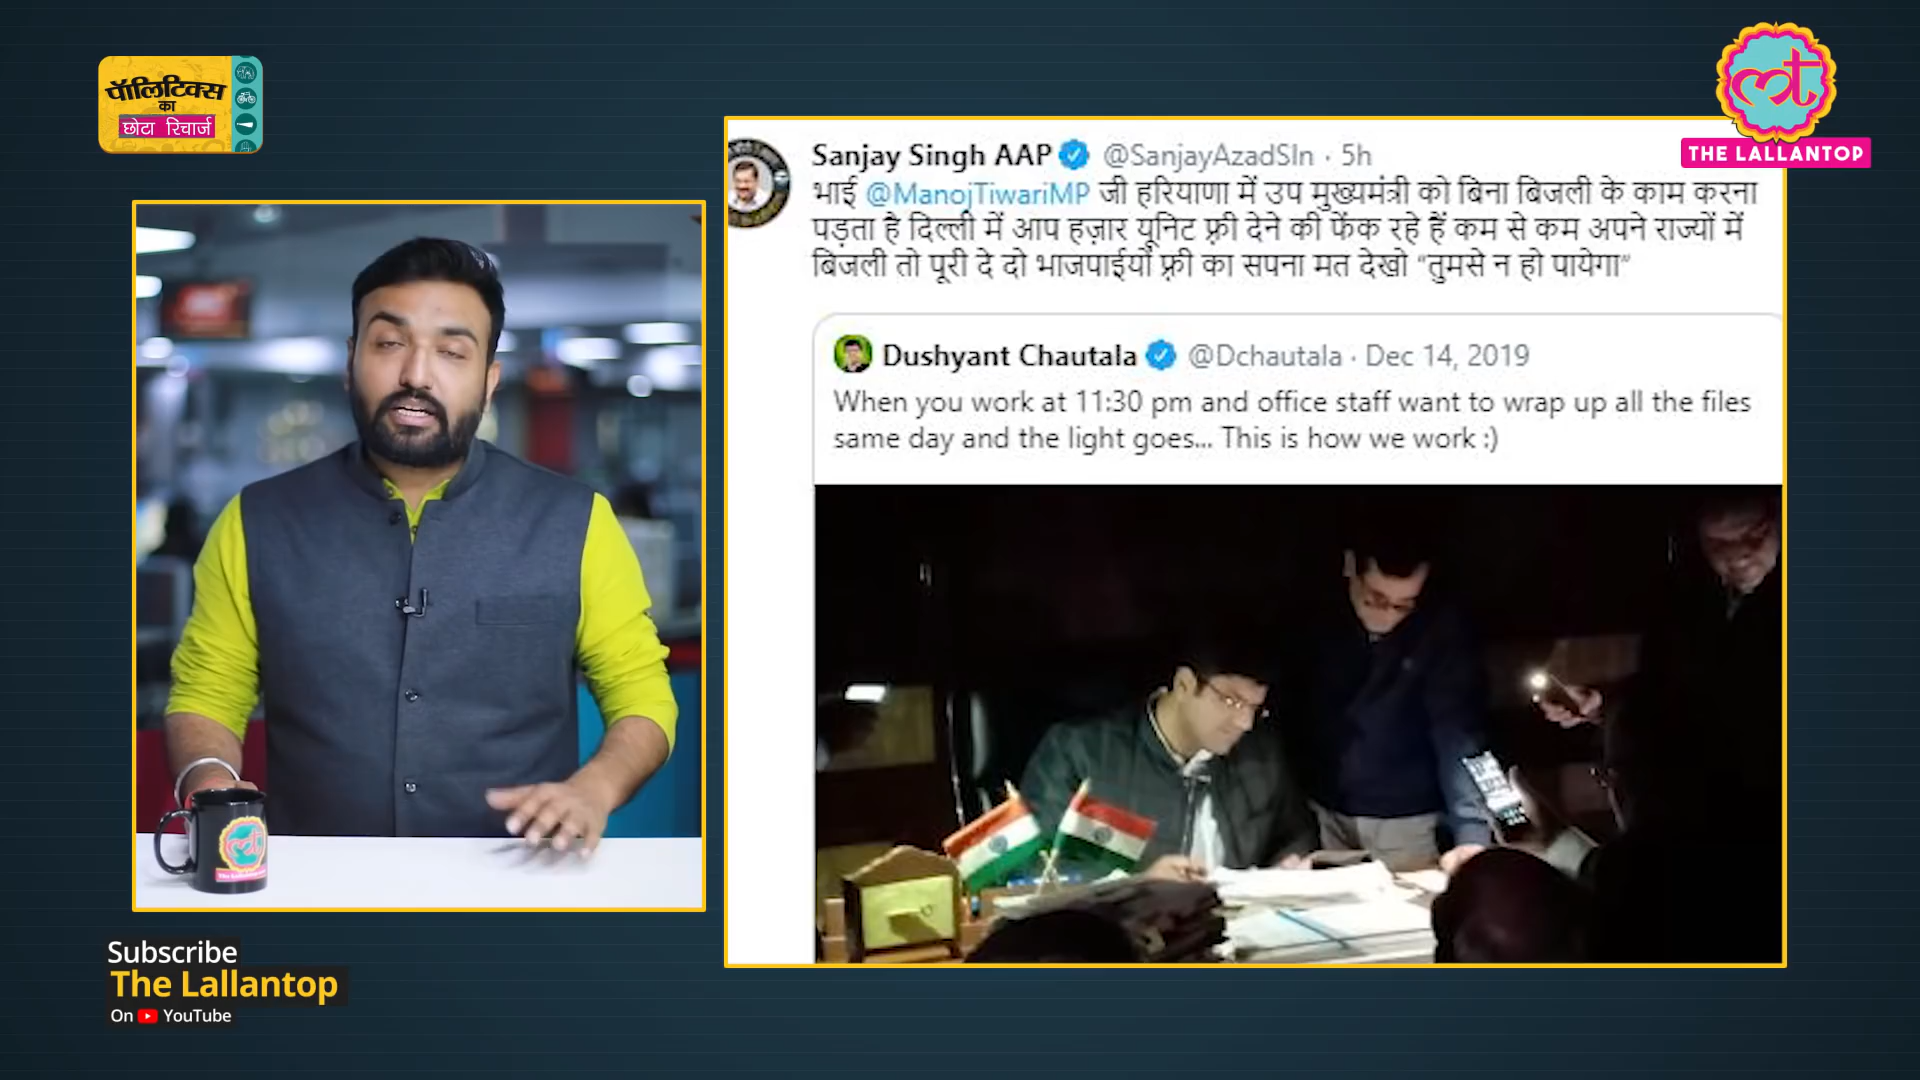 पॉलिटिक्स
का
छोटा रिचार्ज
THE LALLANTOP
Sanjay Singh AAP @SanjayAzadSln · 5h
भाई @ManojTiwariMP जी हरियाणा में उप मुख्यमंत्री को बिना बिजली के काम करना
पड़ता है दिल्ली में आप हज़ार यूनिट फ़्री देने की फेंक रहे हैं कम से कम अपने राज्यों में
बिजली तो पूरी दे दो भाजपाईयों फ़्री का सपना मत देखो “तुमसे न हो पायेगा”
Dushyant Chautala @Dchautala · Dec 14, 2019
When you work at 11:30 pm and office staff want to wrap up all the files
same day and the light goes... This is how we work :)
Subscribe
The Lallantop
On YouTube